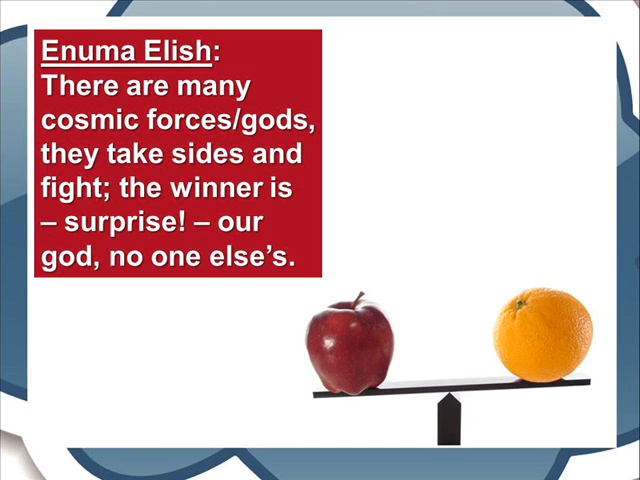 Enuma Elish:
There are many
cosmic forces/gods,
they take sides and
fight; the winner is
– surprise! – our
god, no one else’s.